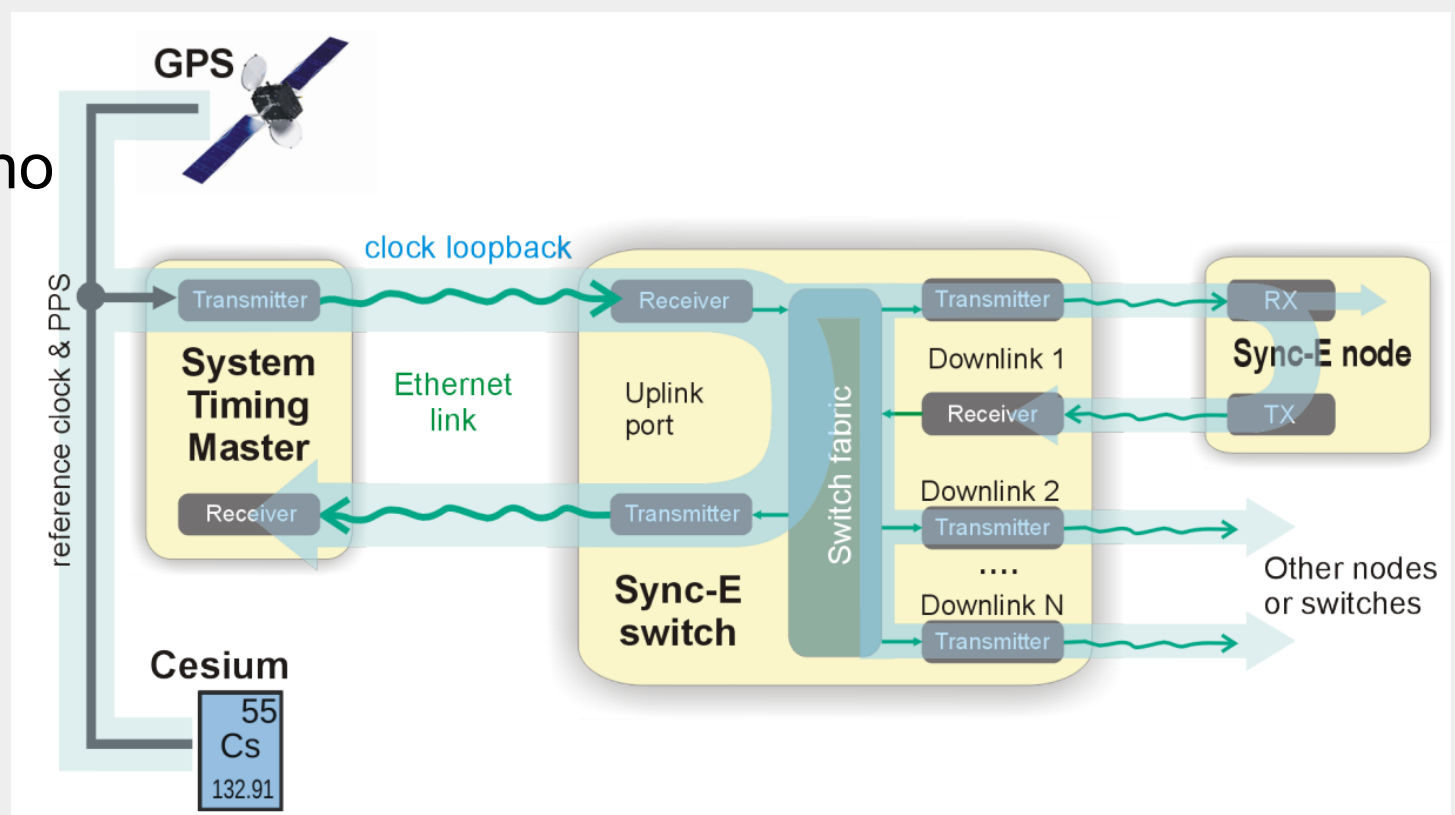 GPS
no
clock loopback
reference clock & PPS
Transmitter
System
Timing
Master
Receiver
Ethernet
link
Receiver
Uplink
port
Transmitter
Sync-E
switch
Switch fabric
Transmitter
Downlink 1
Receiver
Downlink 2
Transmitter
....
Downlink N
Transmitter
RX
Sync-E node
TX
Other nodes
or switches
Cesium
55
Cs
132.91